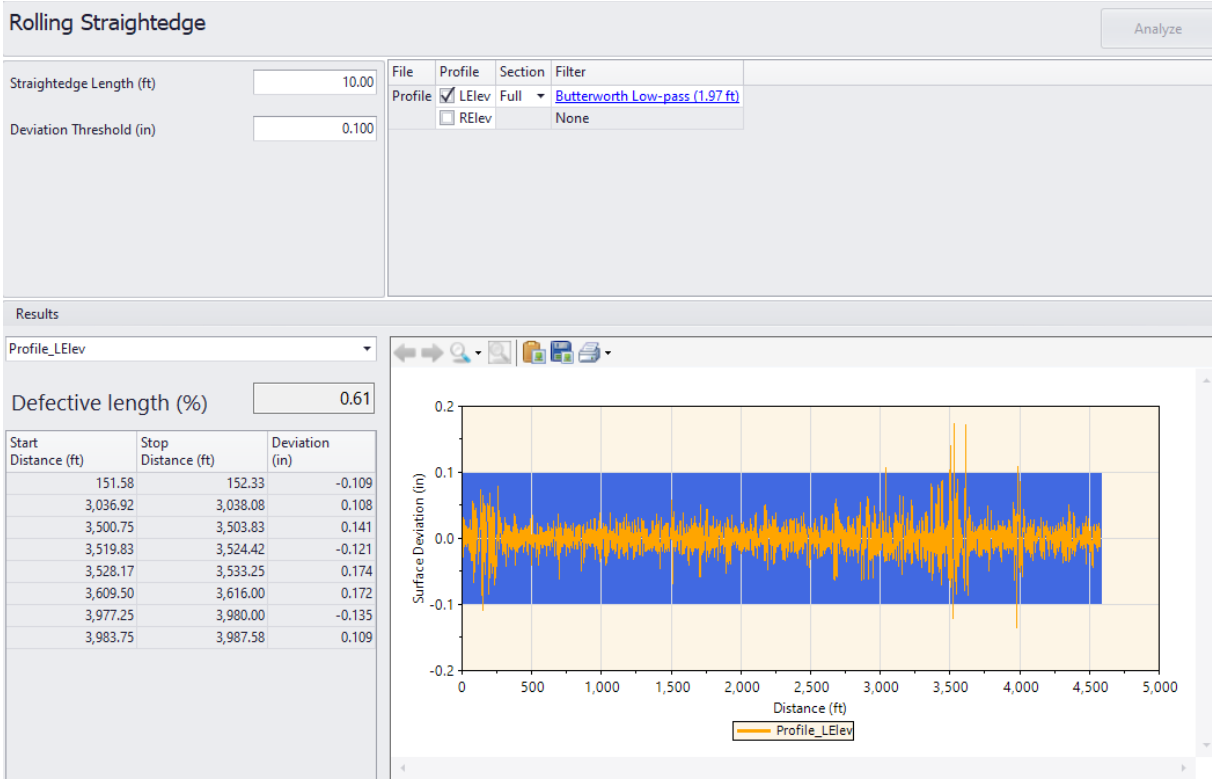 Rolling Straightedge
Analyze
Straightedge Length (ft) 10.00
Deviation Threshold (in) 0.100
File Profile Section Filter
Profile LElev Full Butterworth Low-pass (1.97 ft)
RElev None
Results
Profile_LElev
Defective length (%) 0.61
Start Distance (ft) Stop Distance (ft) Deviation (in)
151.58 152.33 -0.109
3,036.92 3,038.08 0.108
3,500.75 3,503.83 0.141
3,519.83 3,524.42 -0.121
3,528.17 3,533.25 0.174
3,609.50 3,616.00 0.172
3,977.25 3,980.00 -0.135
3,983.75 3,987.58 0.109
Surface Deviation (in)
0.2
0.1
0.0
-0.1
-0.2
0 500 1,000 1,500 2,000 2,500 3,000 3,500 4,000 4,500 5,000
Distance (ft)
Profile_LElev